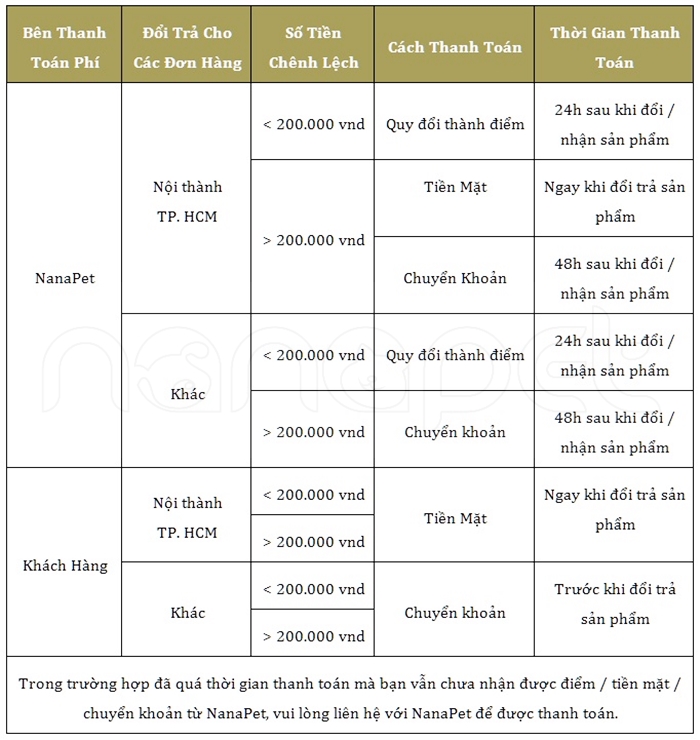 Bên Thanh
Toán Phí
Đổi Trả Cho
Các Đơn Hàng
Số Tiền
Chênh Lệch
Cách Thanh Toán
Thời Gian Thanh
Toán
NanaPet
Nội thành
TP. HCM
< 200.000 vnd
Quy đổi thành điểm
24h sau khi đổi /
nhận sản phẩm
> 200.000 vnd
Tiền Mặt
Ngay khi đổi trả sản
phẩm
Chuyển Khoản
48h sau khi đổi /
nhận sản phẩm
Khác
< 200.000 vnd
Quy đổi thành điểm
24h sau khi đổi /
nhận sản phẩm
> 200.000 vnd
Chuyển khoản
48h sau khi đổi /
nhận sản phẩm
nanapet
Khách Hàng
Nội thành
TP. HCM
< 200.000 vnd
> 200.000 vnd
Tiền Mặt
Ngay khi đổi trả sản
phẩm
Khác
< 200.000 vnd
> 200.000 vnd
Chuyển khoản
Trước khi đổi trả
sản phẩm
Trong trường hợp đã quá thời gian thanh toán mà bạn vẫn chưa nhận được điểm / tiền mặt /
chuyển khoản từ NanaPet, vui lòng liên hệ với NanaPet để được thanh toán.